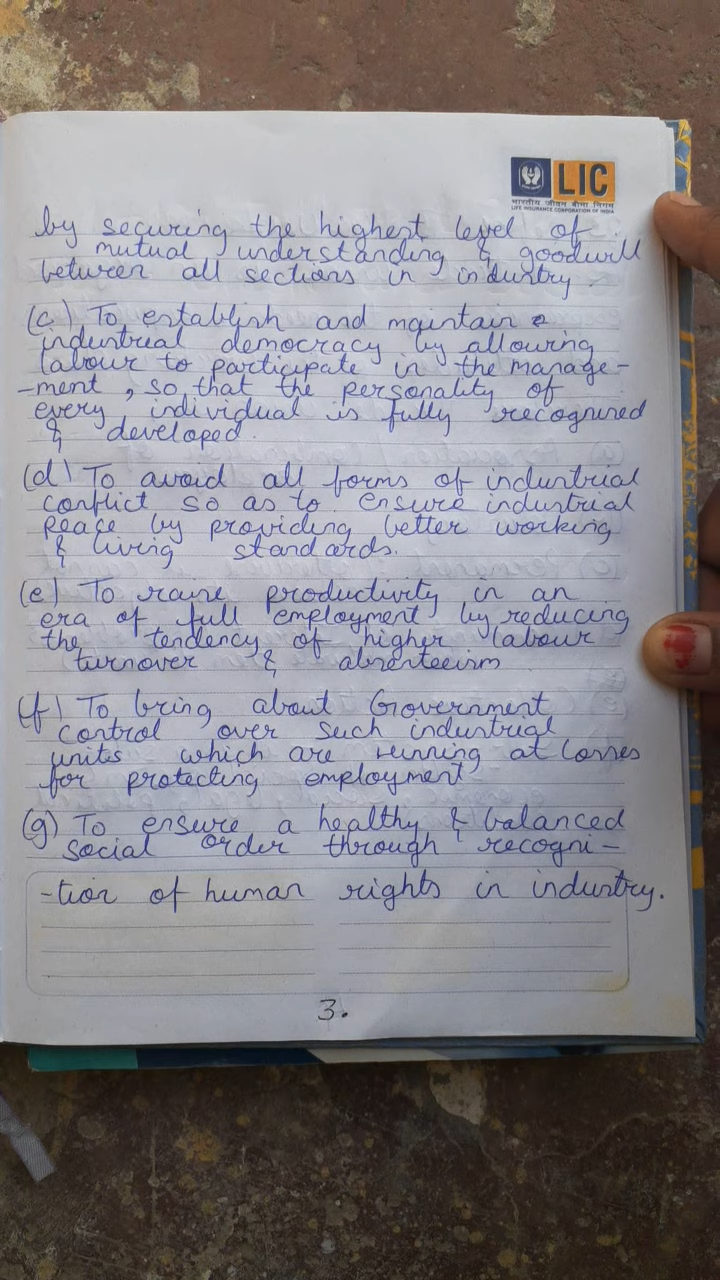 LIC
भारतीय जीवन बीमा निगम
LIFE INSURANCE CORPORATION OF INDIA
by securing the highest level of
mutual understanding & goodwill
between all sections in industry.
(c) To establish and maintain
industrial democracy by allowing
labour to participate in the manage-
-ment, so that the personality of
every individual is fully recognised
& developed.
(d) To avoid all forms of industrial
conflict so as to ensure industrial
peace by providing better working
& living standards.
(e) To raise productivity in an
era of full employment by reducing
the tendency of higher labour
turnover & absenteeism
(f) To bring about Government
control over such industrial
units which are running at losses
for protecting employment
(g) To ensure a healthy & balanced
social order through recogni-
-tion of human rights in industry.
3.